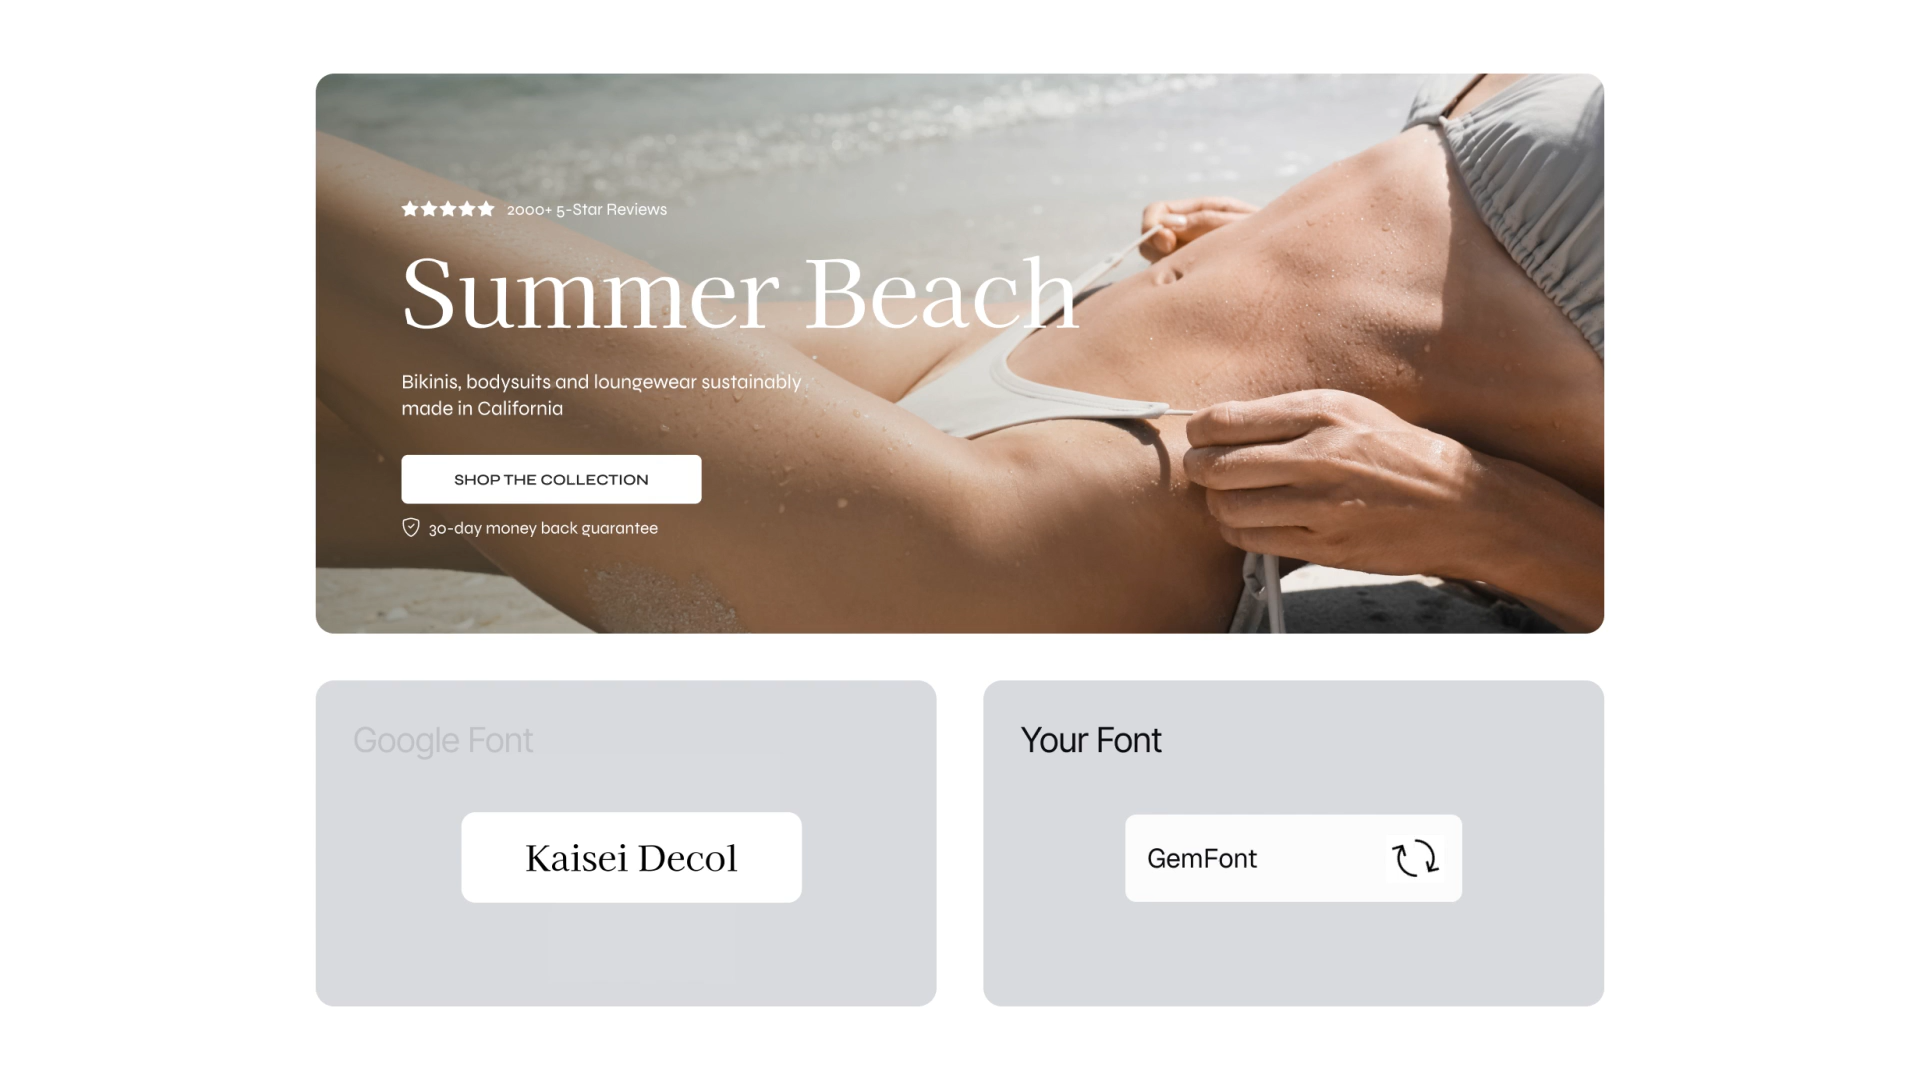 2000+ 5-Star Reviews
Summer Beach
Bikinis, bodysuits and loungewear sustainably
made in California
SHOP THE COLLECTION
30-day money back guarantee
Google Font
Kaisei Decol
Your Font
GemFont